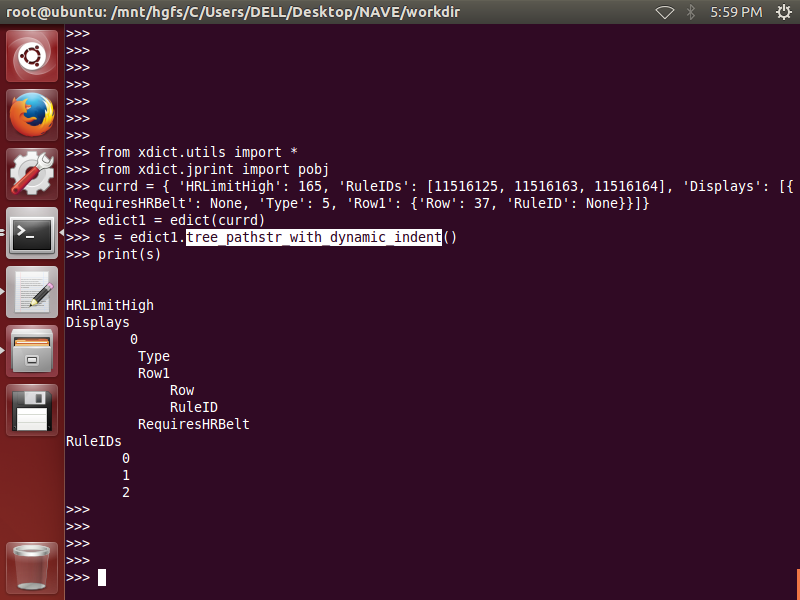 root@ubuntu: /mnt/hgfs/C/Users/DELL/Desktop/NAVE/workdir 5:59 PM
>>>
>>>
>>>
>>>
>>>
>>>
>>>
>>> from xdict.utils import *
>>> from xdict.jprint import pobj
>>> currd = { 'HRLimitHigh': 165, 'RuleIDs': [11516125, 11516163, 11516164], 'Displays': [{
'RequiresHRBelt': None, 'Type': 5, 'Row1': {'Row': 37, 'RuleID': None}}]}
>>> edict1 = edict(currd)
>>> s = edict1.tree_pathstr_with_dynamic_indent()
>>> print(s)
HRLimitHigh
Displays
        0
         Type
         Row1
             Row
             RuleID
         RequiresHRBelt
RuleIDs
       0
       1
       2
>>>
>>>
>>>
>>>
>>>